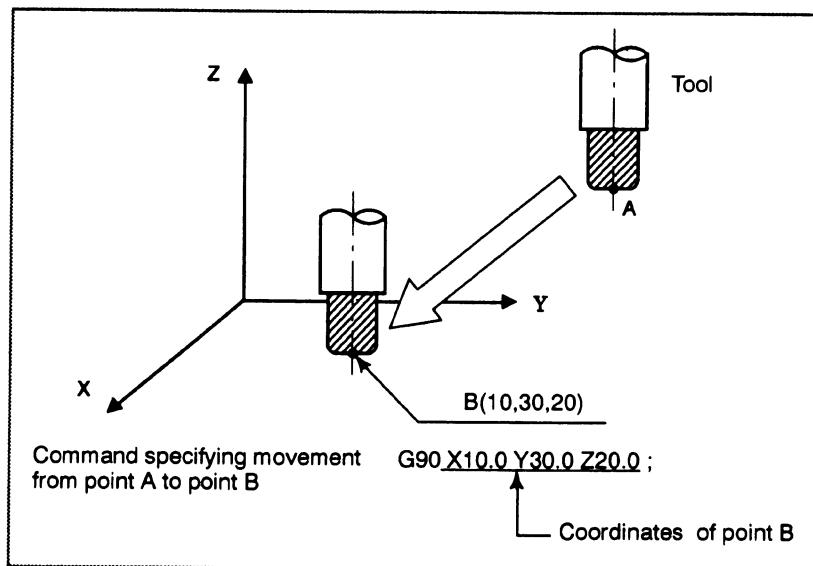 Z
Tool
A
Y
X
B(10,30,20)
Command specifying movement
from point A to point B
G90 X10.0 Y30.0 Z20.0 ;
Coordinates of point B